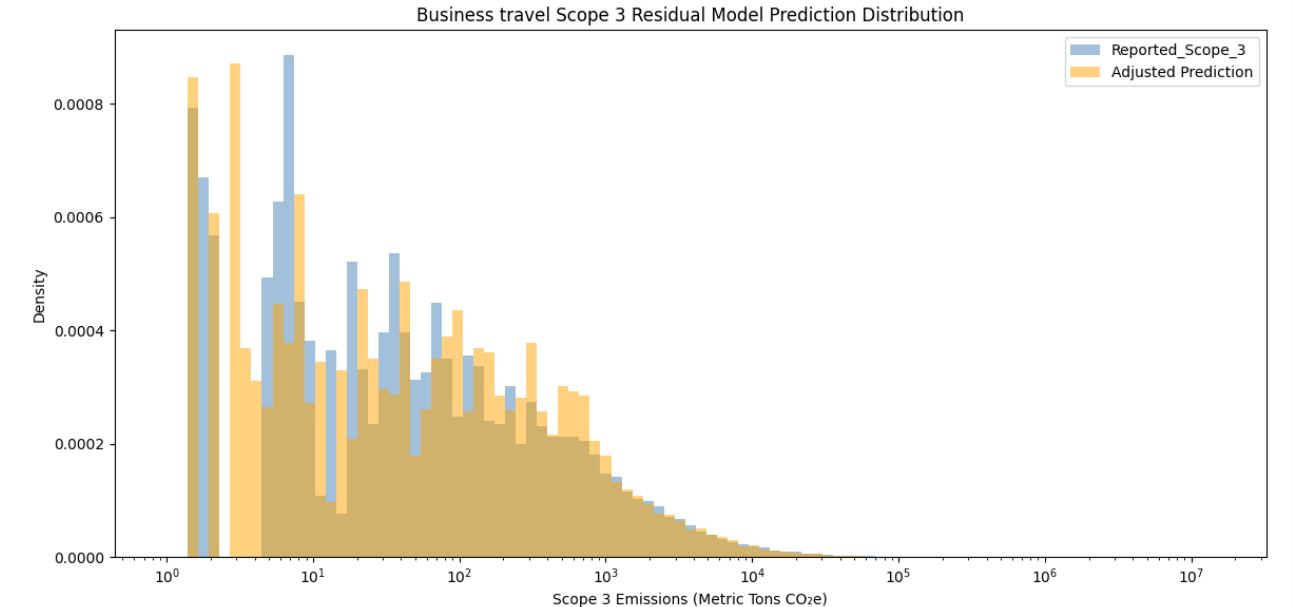 Business travel Scope 3 Residual Model Prediction Distribution
Reported_Scope_3
Adjusted Prediction
Density
0.0008
0.0006
0.0004
0.0002
0.0000
10⁰ 10¹ 10² 10³ 10⁴ 10⁵ 10⁶ 10⁷
Scope 3 Emissions (Metric Tons CO₂e)